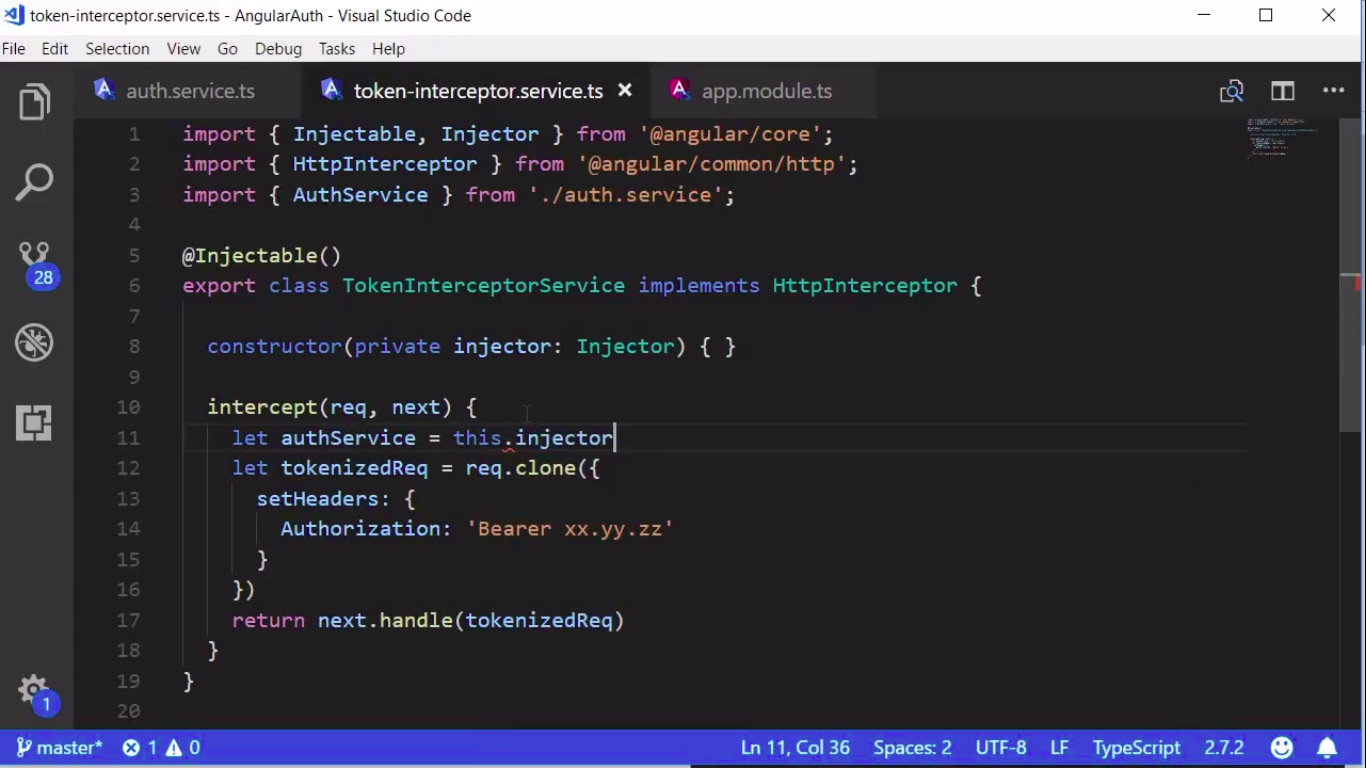 token-interceptor.service.ts - AngularAuth - Visual Studio Code
File Edit Selection View Go Debug Tasks Help
auth.service.ts token-interceptor.service.ts app.module.ts
1 import { Injectable, Injector } from '@angular/core';
2 import { HttpInterceptor } from '@angular/common/http';
3 import { AuthService } from './auth.service';
4
5 @Injectable()
6 export class TokenInterceptorService implements HttpInterceptor {
7
8 constructor(private injector: Injector) { }
9
10 intercept(req, next) {
11 let authService = this.injector
12 let tokenizedReq = req.clone({
13 setHeaders: {
14 Authorization: 'Bearer xx.yy.zz'
15 }
16 })
17 return next.handle(tokenizedReq)
18 }
19 }
20
28
1
master* 1 0 Ln 11, Col 36 Spaces: 2 UTF-8 LF TypeScript 2.7.2